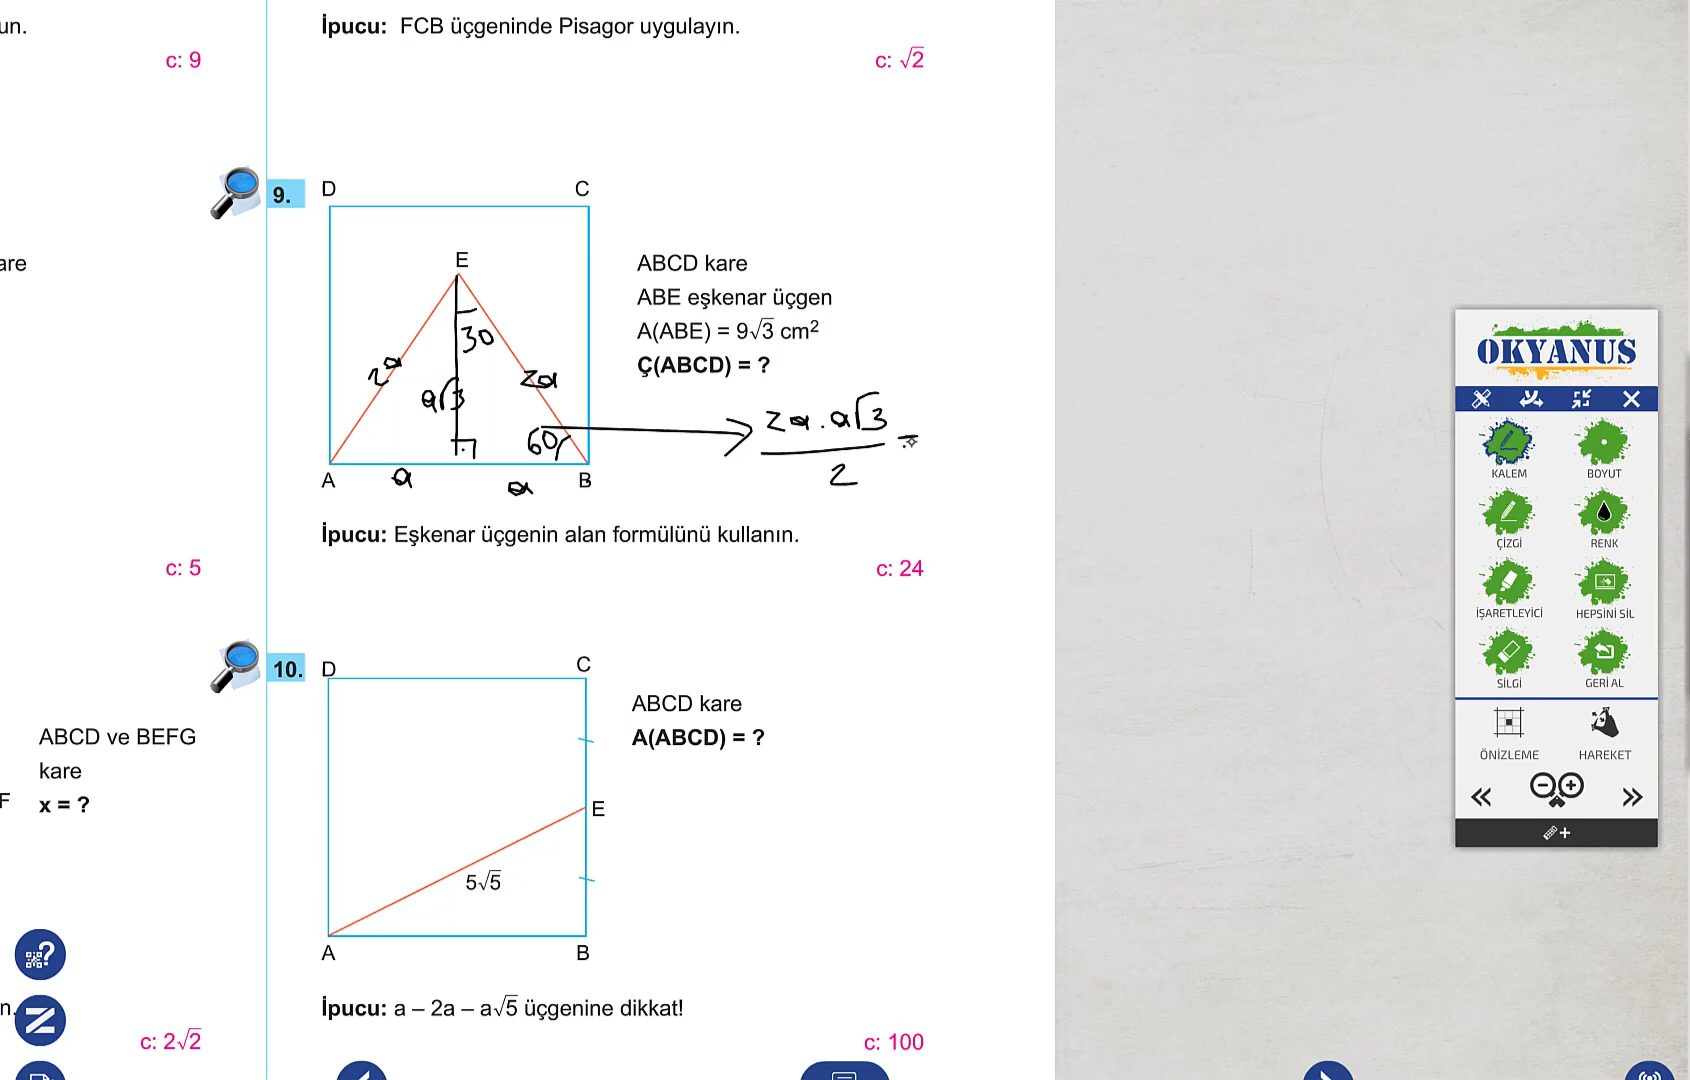 un.
c: 9
are
c: 5
ABCD ve BEFG
kare
F x = ?
n.
c: 2√2
İpucu: FCB üçgeninde Pisagor uygulayın.
c: √2
9.
D C
E
30
2a 2a
a√3
60
A a a B
ABCD kare
ABE eşkenar üçgen
A(ABE) = 9√3 cm²
Ç(ABCD) = ?
2a.a√3 =
2
İpucu: Eşkenar üçgenin alan formülünü kullanın.
c: 24
10.
D C
E
5√5
A B
ABCD kare
A(ABCD) = ?
İpucu: a – 2a – a√5 üçgenine dikkat!
c: 100
OKYANUS
KALEM BOYUT
ÇİZGİ RENK
İŞARETLEYİCİ HEPSİNİ SİL
SİLGİ GERİ AL
ÖNİZLEME HAREKET